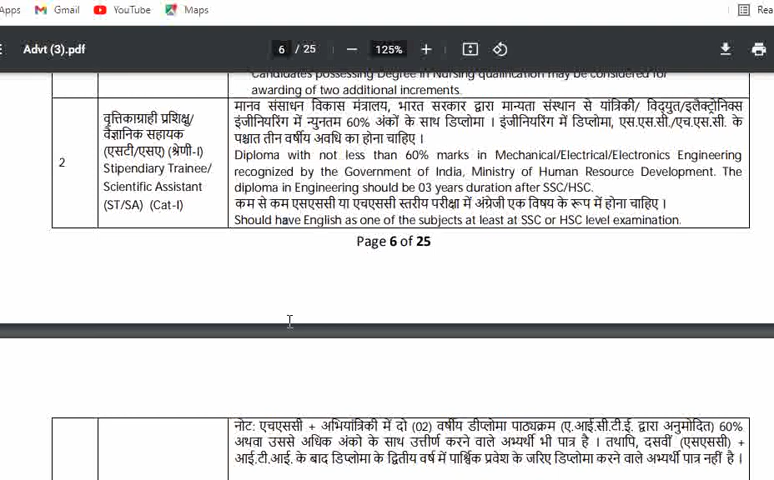 Apps Gmail YouTube Maps Rea
Advt (3).pdf 6 / 25 125%
Candidates possessing Degree in Nursing qualification may be considered for
awarding of two additional increments.
2
वृत्तिकाग्राही प्रशिक्षु/
वैज्ञानिक सहायक
(एसटी/एसए) (श्रेणी-I)
Stipendiary Trainee/
Scientific Assistant
(ST/SA) (Cat-I)
मानव संसाधन विकास मंत्रालय, भारत सरकार द्वारा मान्यता संस्थान से यांत्रिकी/ विद्युत/इलैक्ट्रोनिक्स
इंजीनियरिंग में न्युनतम 60% अंकों के साथ डिप्लोमा । इंजीनियरिंग में डिप्लोमा, एस.एस.सी./एच.एस.सी. के
पश्चात तीन वर्षीय अवधि का होना चाहिए ।
Diploma with not less than 60% marks in Mechanical/Electrical/Electronics Engineering
recognized by the Government of India, Ministry of Human Resource Development. The
diploma in Engineering should be 03 years duration after SSC/HSC.
कम से कम एसएससी या एचएससी स्तरीय परीक्षा में अंग्रेजी एक विषय के रूप में होना चाहिए ।
Should have English as one of the subjects at least at SSC or HSC level examination.
Page 6 of 25
नोट: एचएससी + अभियांत्रिकी में दो (02) वर्षीय डीप्लोमा पाठ्यक्रम (ए.आई.सी.टी.ई. द्वारा अनुमोदित) 60%
अथवा उससे अधिक अंको के साथ उत्तीर्ण करने वाले अभ्यर्थी भी पात्र है । तथापि, दसवीं (एसएससी) +
आई.टी.आई. के बाद डिप्लोमा के द्वितीय वर्ष में पार्श्विक प्रवेश के जरिए डिप्लोमा करने वाले अभ्यर्थी पात्र नहीं है ।